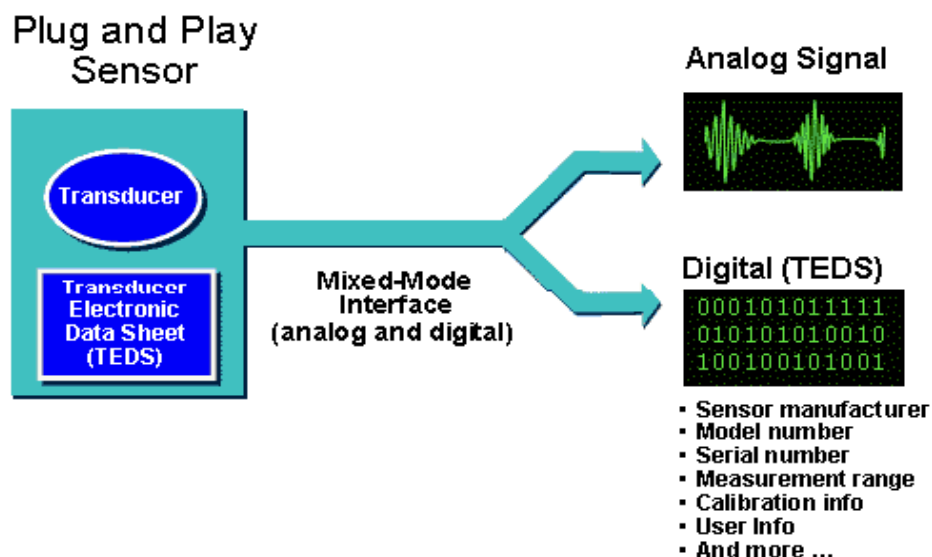 Plug and Play
Sensor
Transducer
Transducer
Electronic
Data Sheet
(TEDS)
Mixed-Mode
Interface
(analog and digital)
Analog Signal
Digital (TEDS)
000101011111
010101010010
100100101001
▪ Sensor manufacturer
▪ Model number
▪ Serial number
▪ Measurement range
▪ Calibration info
▪ User Info
▪ And more ...